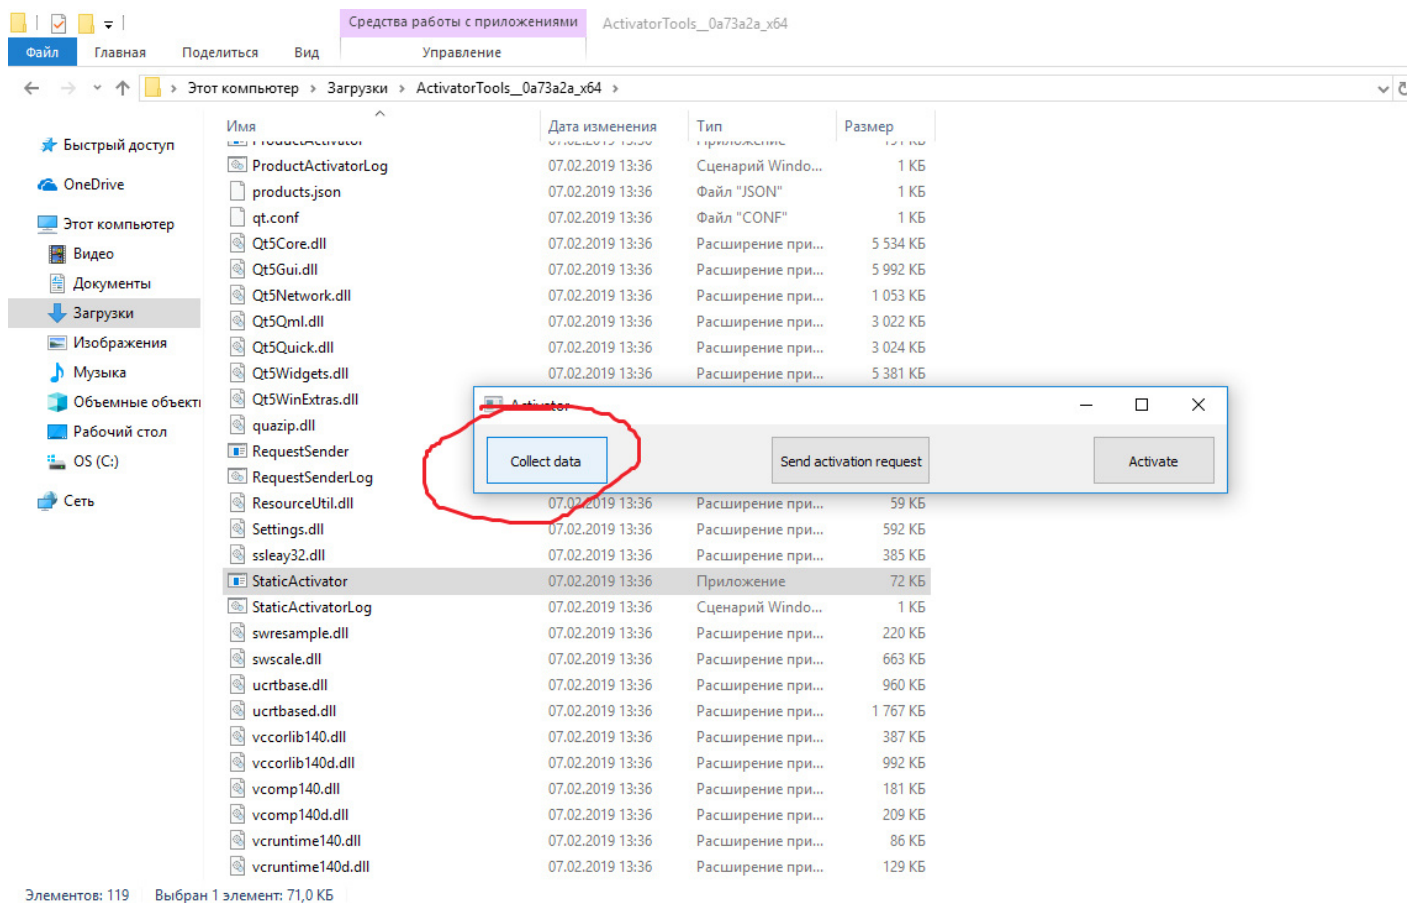 Средства работы с приложениями
ActivatorTools__0a73a2a_x64
Файл
Главная
Поделиться
Вид
Управление
Этот компьютер
Загрузки
ActivatorTools__0a73a2a_x64
Имя
Дата изменения
Тип
Размер
Быстрый доступ
OneDrive
Этот компьютер
Видео
Документы
Загрузки
Изображения
Музыка
Объемные объекты
Рабочий стол
OS (C:)
Сеть
ProductActivatorLog 07.02.2019 13:36 Сценарий Windo... 1 КБ
products.json 07.02.2019 13:36 Файл "JSON" 1 КБ
qt.conf 07.02.2019 13:36 Файл "CONF" 1 КБ
Qt5Core.dll 07.02.2019 13:36 Расширение при... 5 534 КБ
Qt5Gui.dll 07.02.2019 13:36 Расширение при... 5 992 КБ
Qt5Network.dll 07.02.2019 13:36 Расширение при... 1 053 КБ
Qt5Qml.dll 07.02.2019 13:36 Расширение при... 3 022 КБ
Qt5Quick.dll 07.02.2019 13:36 Расширение при... 3 024 КБ
Qt5Widgets.dll 07.02.2019 13:36 Расширение при... 5 381 КБ
Qt5WinExtras.dll
quazip.dll
RequestSender
RequestSenderLog
Activator
Collect data
Send activation request
Activate
ResourceUtil.dll 07.02.2019 13:36 Расширение при... 59 КБ
Settings.dll 07.02.2019 13:36 Расширение при... 592 КБ
ssleay32.dll 07.02.2019 13:36 Расширение при... 385 КБ
StaticActivator 07.02.2019 13:36 Приложение 72 КБ
StaticActivatorLog 07.02.2019 13:36 Сценарий Windo... 1 КБ
swresample.dll 07.02.2019 13:36 Расширение при... 220 КБ
swscale.dll 07.02.2019 13:36 Расширение при... 663 КБ
ucrtbase.dll 07.02.2019 13:36 Расширение при... 960 КБ
ucrtbased.dll 07.02.2019 13:36 Расширение при... 1 767 КБ
vccorlib140.dll 07.02.2019 13:36 Расширение при... 387 КБ
vccorlib140d.dll 07.02.2019 13:36 Расширение при... 992 КБ
vcomp140.dll 07.02.2019 13:36 Расширение при... 181 КБ
vcomp140d.dll 07.02.2019 13:36 Расширение при... 209 КБ
vcruntime140.dll 07.02.2019 13:36 Расширение при... 86 КБ
vcruntime140d.dll 07.02.2019 13:36 Расширение при... 129 КБ
Элементов: 119
Выбран 1 элемент: 71,0 КБ